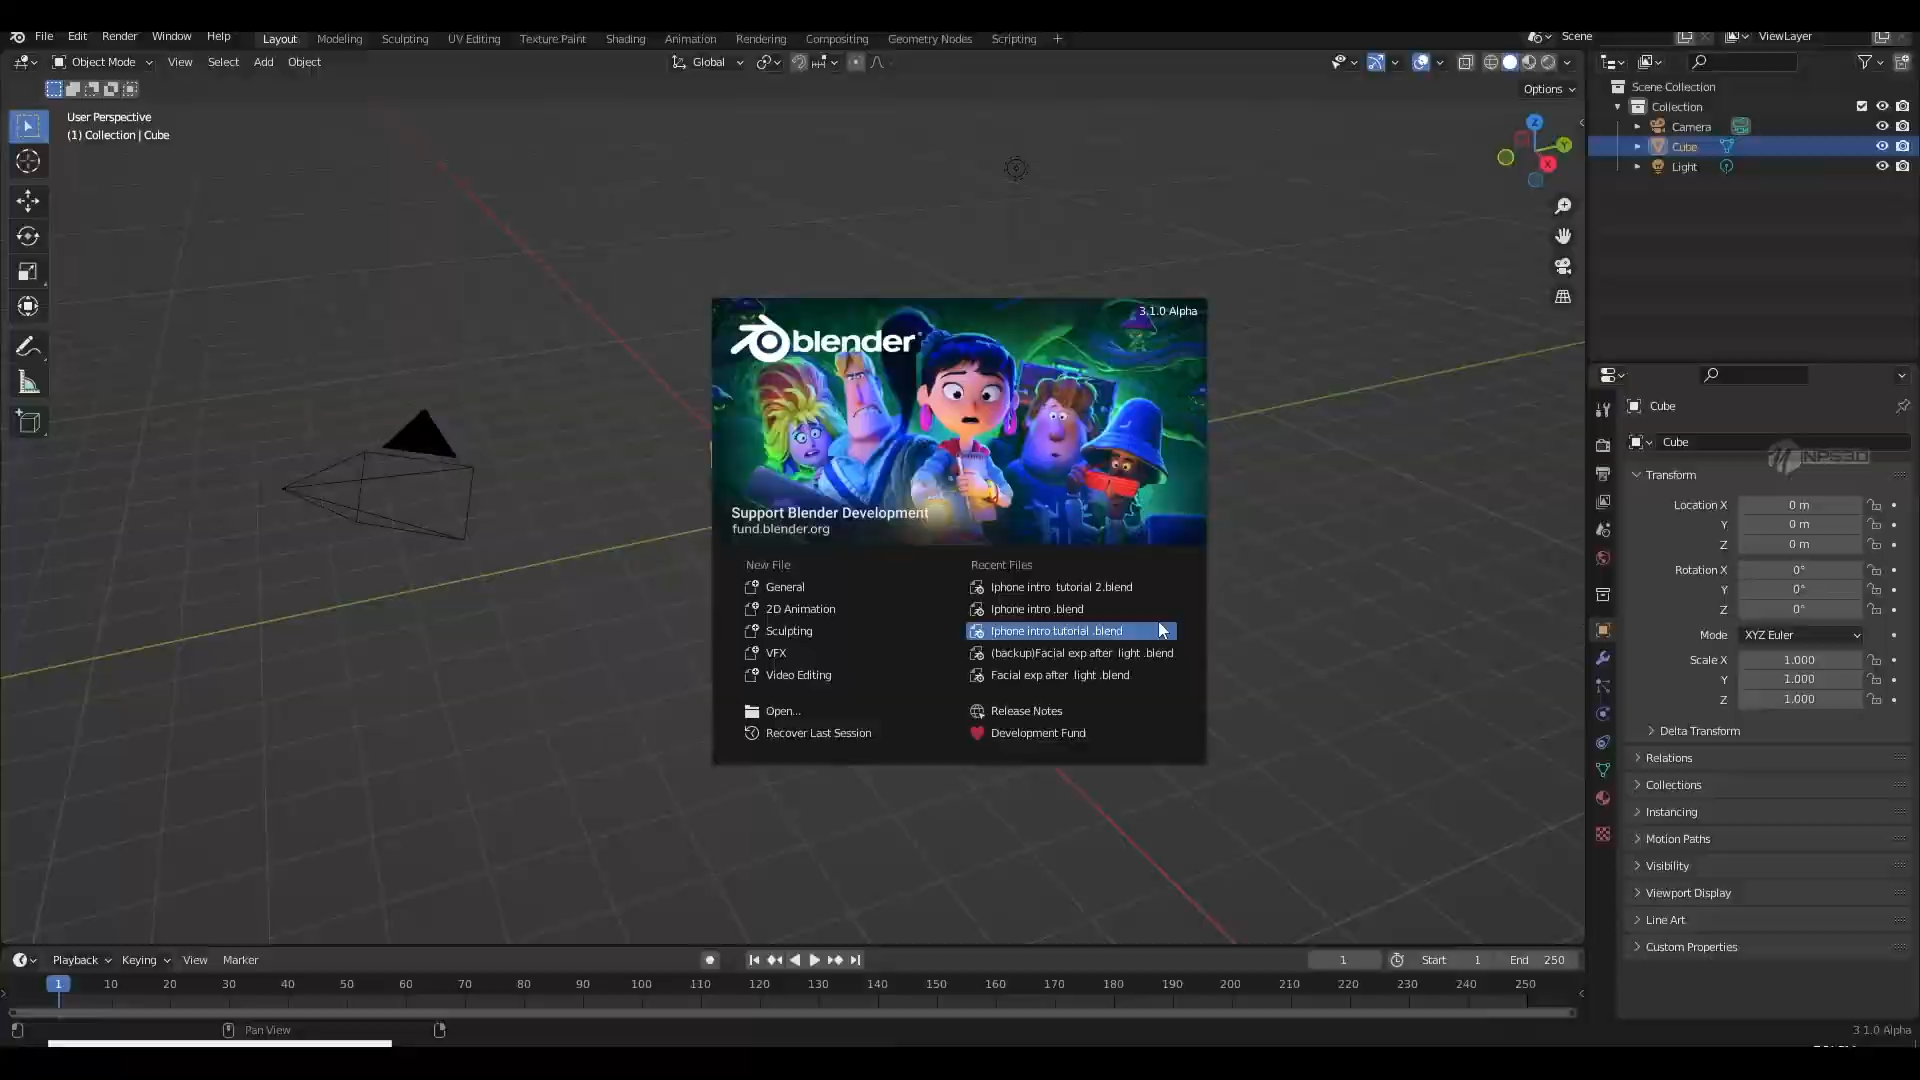 File Edit Render Window Help Layout Modeling Sculpting UV Editing Texture Paint Shading Animation Rendering Compositing Geometry Nodes Scripting + Scene ViewLayer
Object Mode View Select Add Object Global
Options
User Perspective
(1) Collection | Cube
Z
Y
X
Scene Collection
Collection
Camera
Cube
Light
3.1.0 Alpha
blender
Support Blender Development
fund.blender.org
New File
General
2D Animation
Sculpting
VFX
Video Editing
Open...
Recover Last Session
Recent Files
Iphone intro tutorial 2.blend
Iphone intro .blend
Iphone intro tutorial .blend
(backup)Facial exp after light .blend
Facial exp after light .blend
Release Notes
Development Fund
Cube
Cube
NPS3D
Transform
Location X 0 m
Y 0 m
Z 0 m
Rotation X 0°
Y 0°
Z 0°
Mode XYZ Euler
Scale X 1.000
Y 1.000
Z 1.000
Delta Transform
Relations
Collections
Instancing
Motion Paths
Visibility
Viewport Display
Line Art
Custom Properties
Playback Keying View Marker 1 Start 1 End 250
1 10 20 30 40 50 60 70 80 90 100 110 120 130 140 150 160 170 180 190 200 210 220 230 240 250
Pan View
3.1.0 Alpha